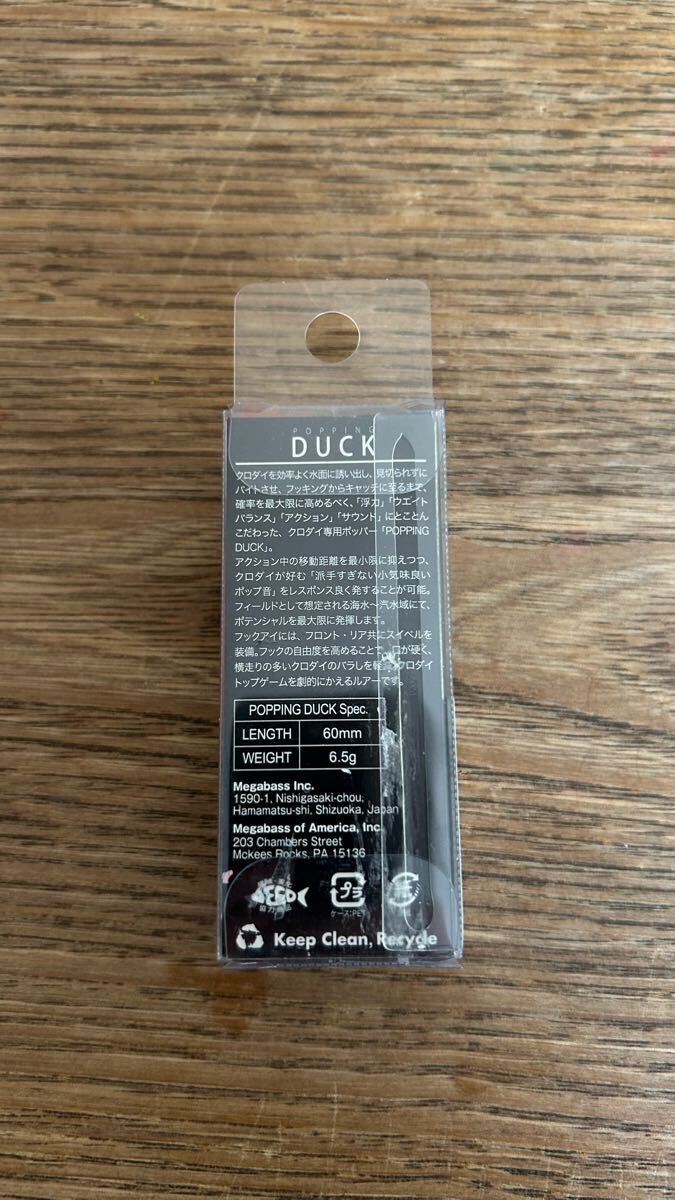 POPPING
DUCK
クロダイを効率よく水面に誘い出し、見切られずに
バイトさせ、フッキングからキャッチに至るまで、
確率を最大限に高めるべく、「浮力」「ウエイト
バランス」「アクション」「サウンド」にとことん
こだわった、クロダイ専用ポッパー「POPPING
DUCK」。
アクション中の移動距離を最小限に抑えつつ、
クロダイが好む「派手すぎない小気味良い
ポップ音」をレスポンス良く発することが可能。
フィールドとして想定される海水〜汽水域にて、
ポテンシャルを最大限に発揮します。
フックアイには、フロント・リア共にスイベルを
装備。フックの自由度を高めることで、口が硬く、
横走りの多いクロダイのバラしを軽 クロダイ
トップゲームを劇的にかえるルアーです。
POPPING DUCK Spec.
LENGTH 60mm
WEIGHT 6.5g
Megabass Inc.
1590-1, Nishigasaki-chou,
Hamamatsu-shi, Shizuoka, Japan
Megabass of America, Inc.
203 Chambers Street
Mckees Rocks, PA 15136
プラ
ケース:PET
Keep Clean, Recycle